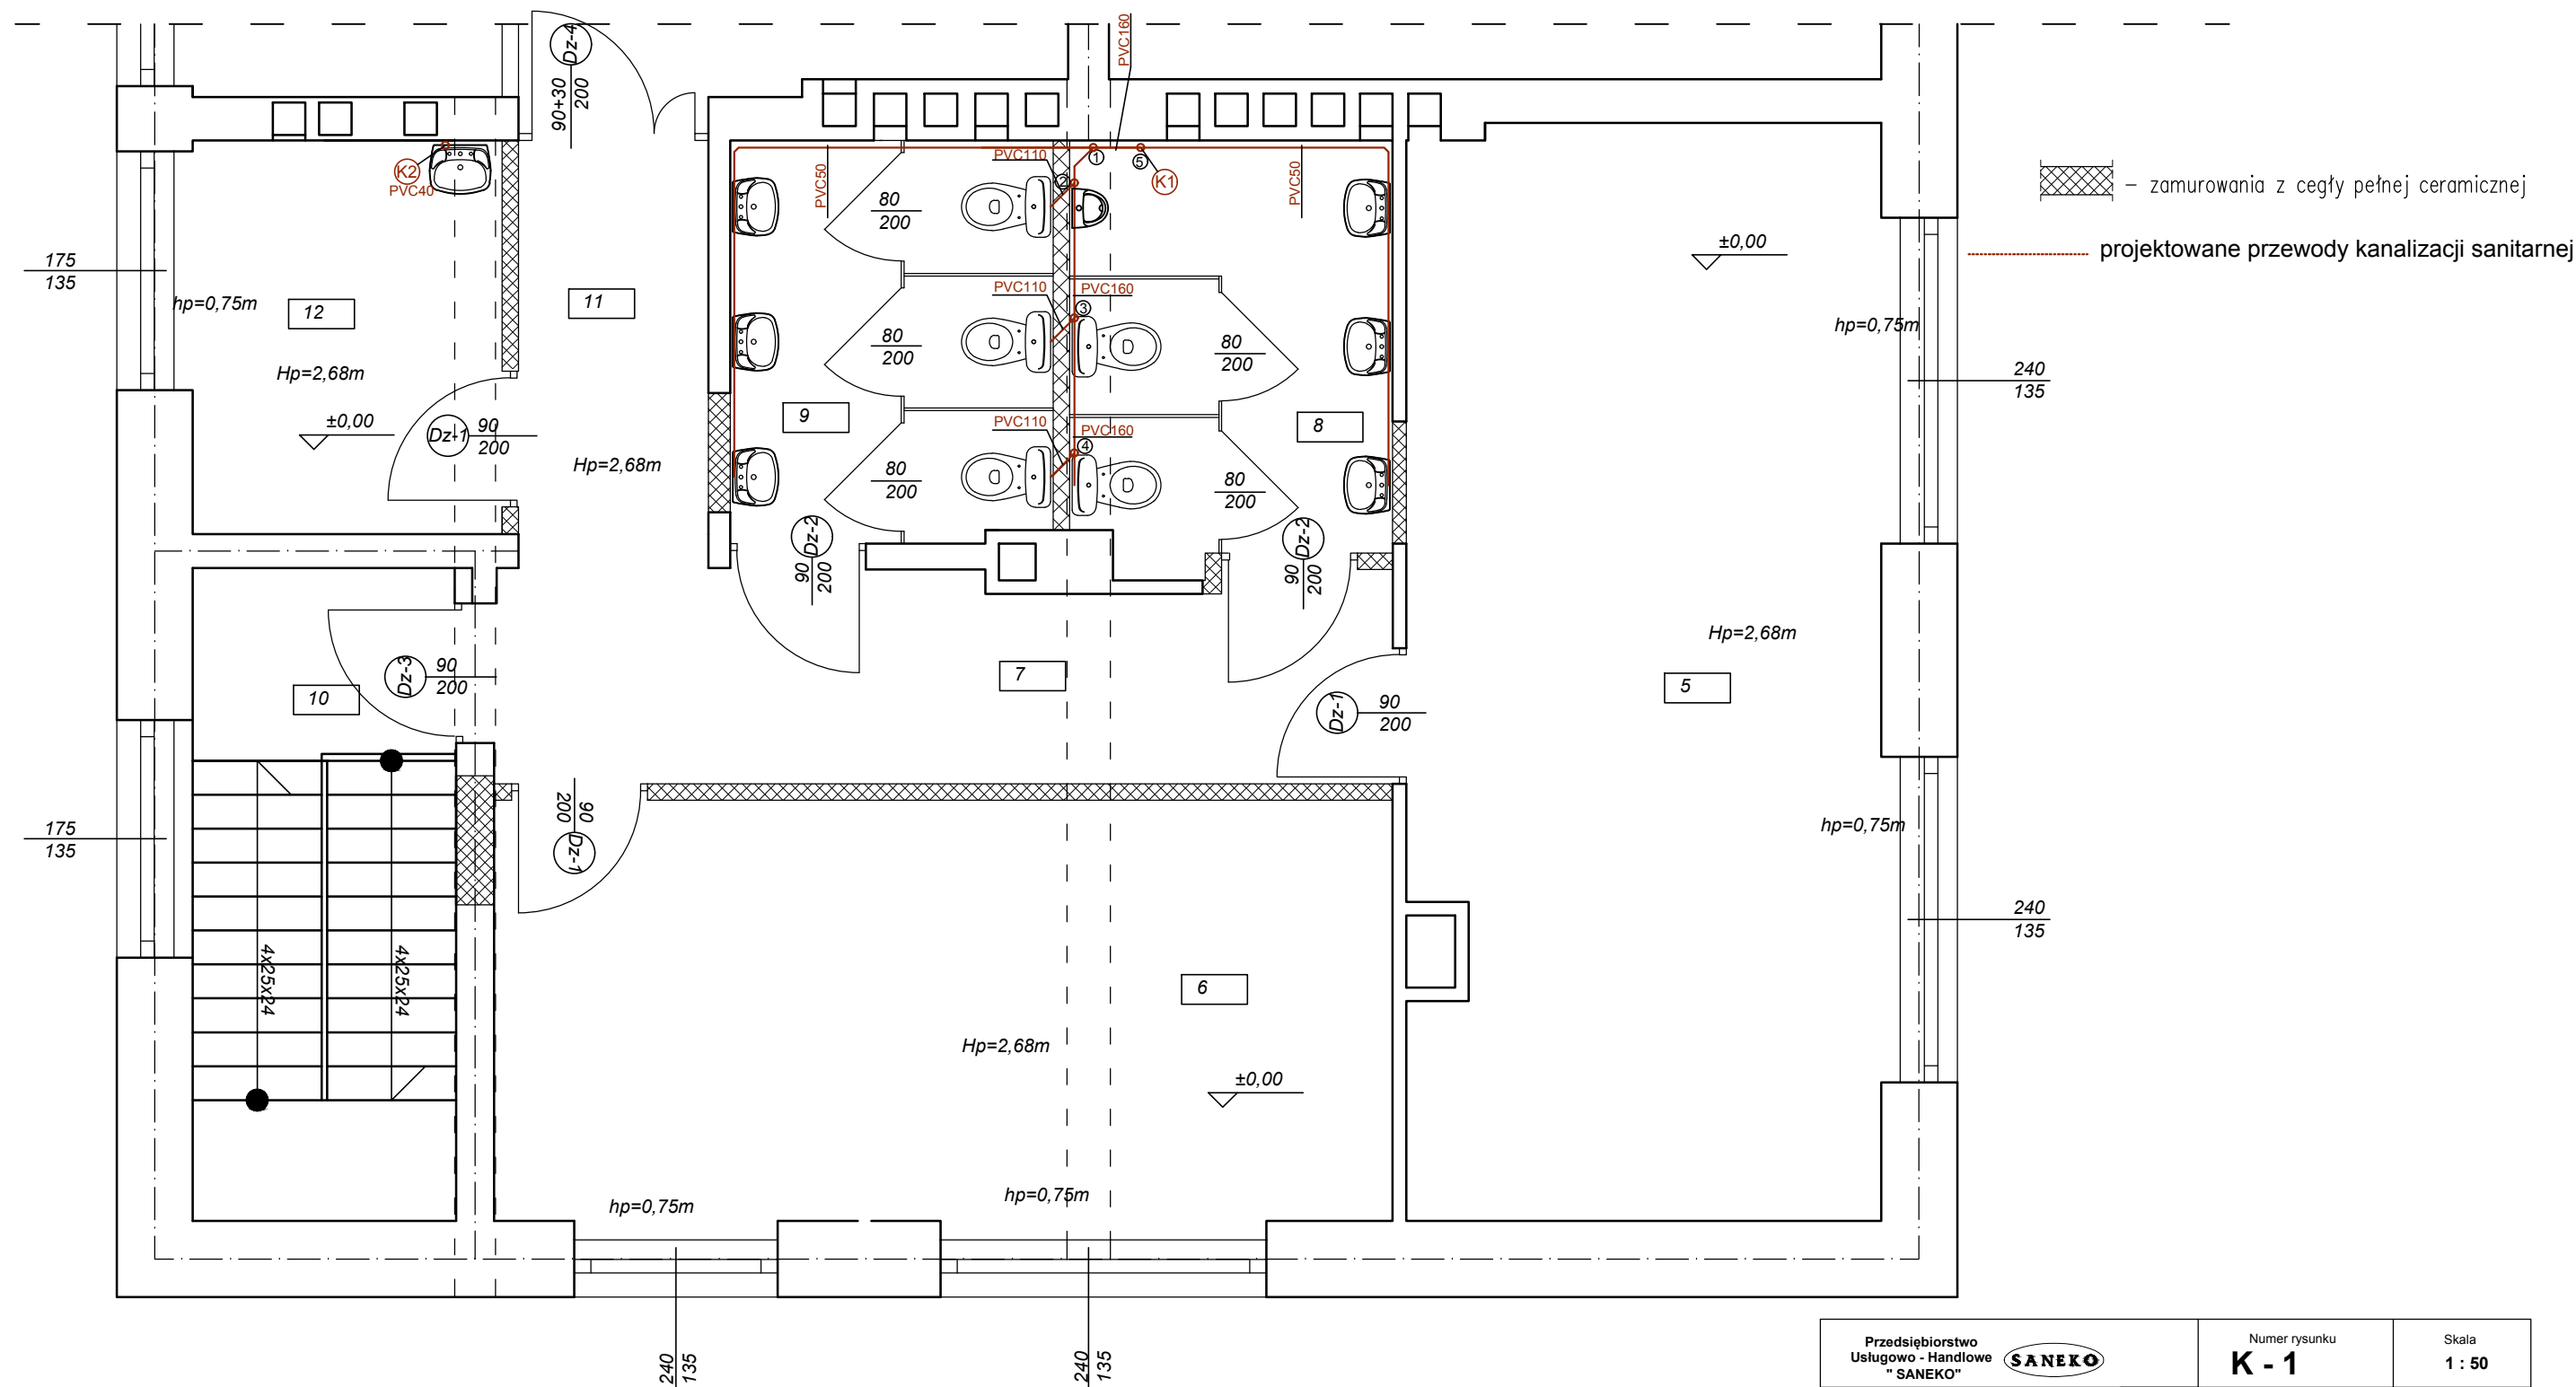 Dz-4
90+30
200
PVC160
K2
PVC40
PVC50
PVC110
1
5
2
K1
PVC50
80
200
– zamurowania z cegły pełnej ceramicznej
projektowane przewody kanalizacji sanitarnej
±0,00
175
135
hp=0,75m
12
11
PVC110
PVC160
3
80
200
80
200
hp=0,75m
Hp=2,68m
240
135
9
8
±0,00
Dz-1
90
200
PVC110
PVC160
4
Hp=2,68m
80
200
80
200
Dz-2
90
200
Dz-2
90
200
Hp=2,68m
Dz-3
90
200
10
7
5
Dz-1
90
200
175
135
90
200
Dz-1
hp=0,75m
240
135
4x25x24
4x25x24
6
Hp=2,68m
±0,00
hp=0,75m
hp=0,75m
240
135
240
135
Przedsiębiorstwo
Usługowo - Handlowe
" SANEKO"
SANEKO
Numer rysunku
K - 1
Skala
1 : 50